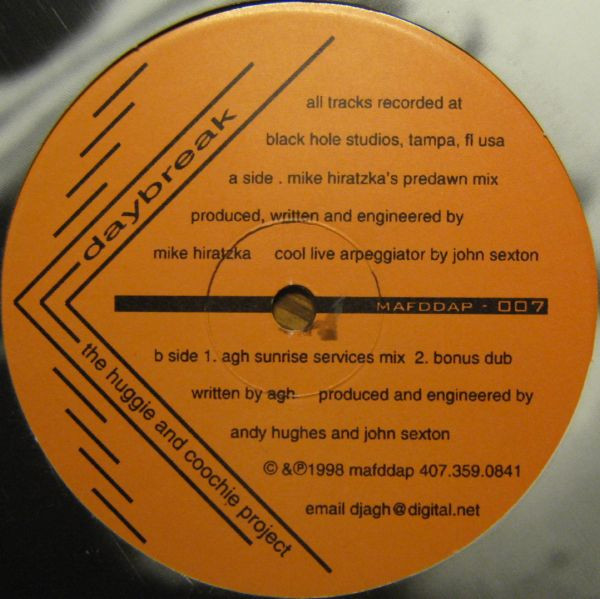 daybreak
the huggie and coochie project
all tracks recorded at
black hole studios, tampa, fl usa
a side . mike hiratzka's predawn mix
produced, written and engineered by
mike hiratzka cool live arpeggiator by john sexton
MAFDDAP - 007
b side 1. agh sunrise services mix 2. bonus dub
written by agh produced and engineered by
andy hughes and john sexton
© &℗1998 mafddap 407.359.0841
email djagh@digital.net